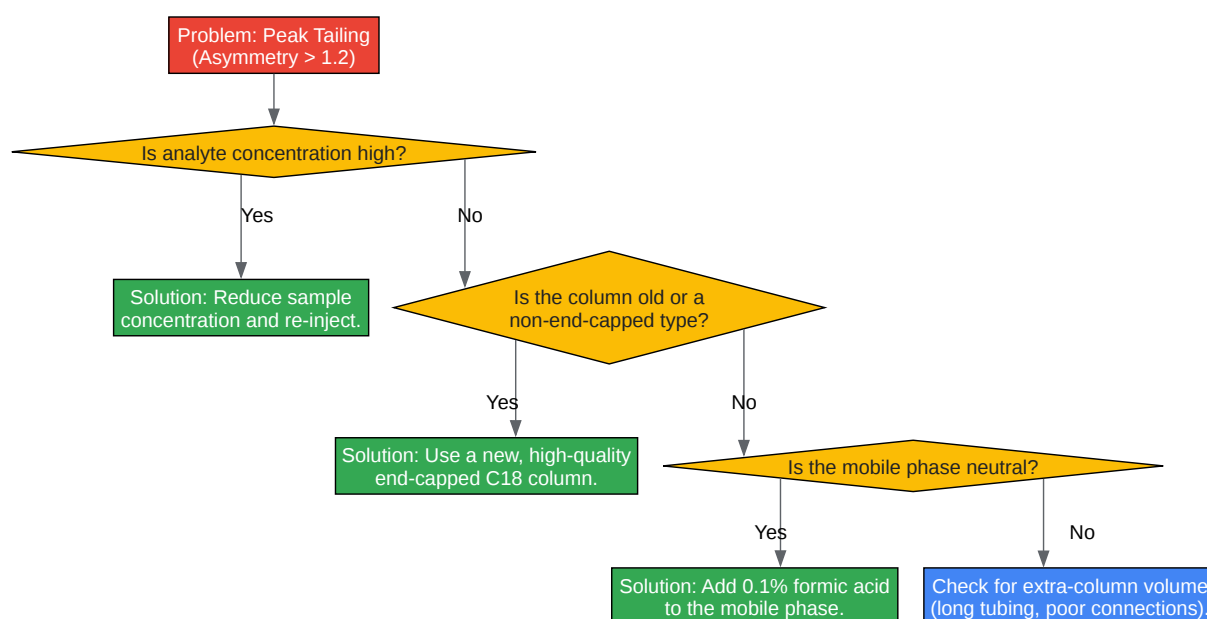 Problem: Peak Tailing
(Asymmetry > 1.2)
Is analyte concentration high?
Yes
No
Solution: Reduce sample
concentration and re-inject.
Is the column old or a
non-end-capped type?
Yes
No
Solution: Use a new, high-quality
end-capped C18 column.
Is the mobile phase neutral?
Yes
No
Solution: Add 0.1% formic acid
to the mobile phase.
Check for extra-column volume
(long tubing, poor connections).